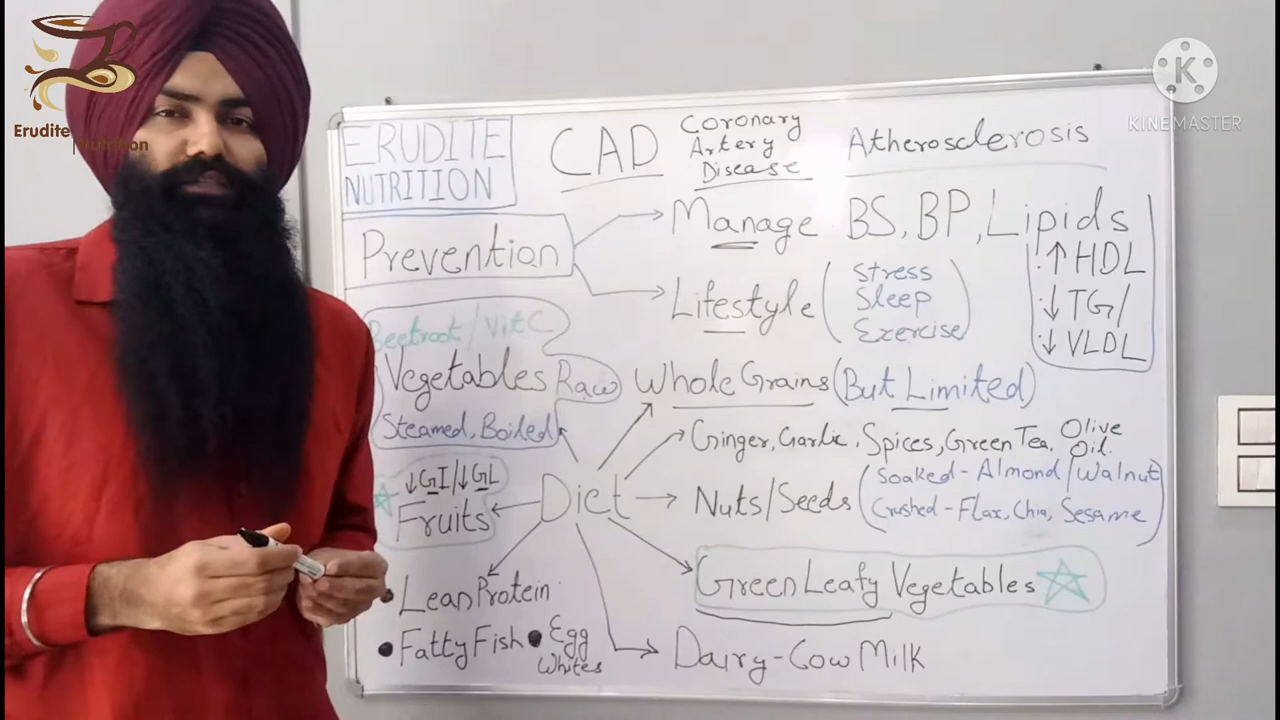 Erudite
Nutrition
KINEMASTER
ERUDITE
NUTRITION
CAD
Coronary
Artery
Disease
Atherosclerosis
Prevention
Manage BS, BP, Lipids
↑ HDL
↓ TG/
↓ VLDL
Lifestyle (Stress
Sleep
Exercise)
Beetroot/Vit C
Vegetables Raw
Steamed, Boiled
Whole Grains (But Limited)
Ginger, Garlic, Spices, Green Tea, Olive
Oil.
↓GI/↓GL
Fruits
Diet
Nuts/Seeds (Soaked - Almond/Walnut
Crushed - Flax, Chia, Sesame)
Green Leafy Vegetables
Lean Protein
Fatty Fish
Egg
Whites
Dairy - Cow Milk